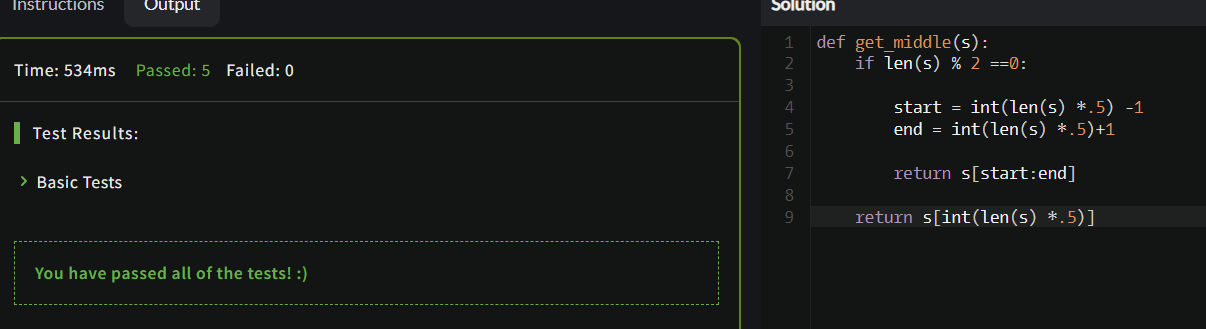 Instructions
Output
Time: 534ms Passed: 5 Failed: 0
Test Results:
Basic Tests
You have passed all of the tests! :)
Solution
1 def get_middle(s):
2     if len(s) % 2 ==0:
3
4         start = int(len(s) *.5) -1
5         end = int(len(s) *.5)+1
6
7         return s[start:end]
8
9     return s[int(len(s) *.5)]